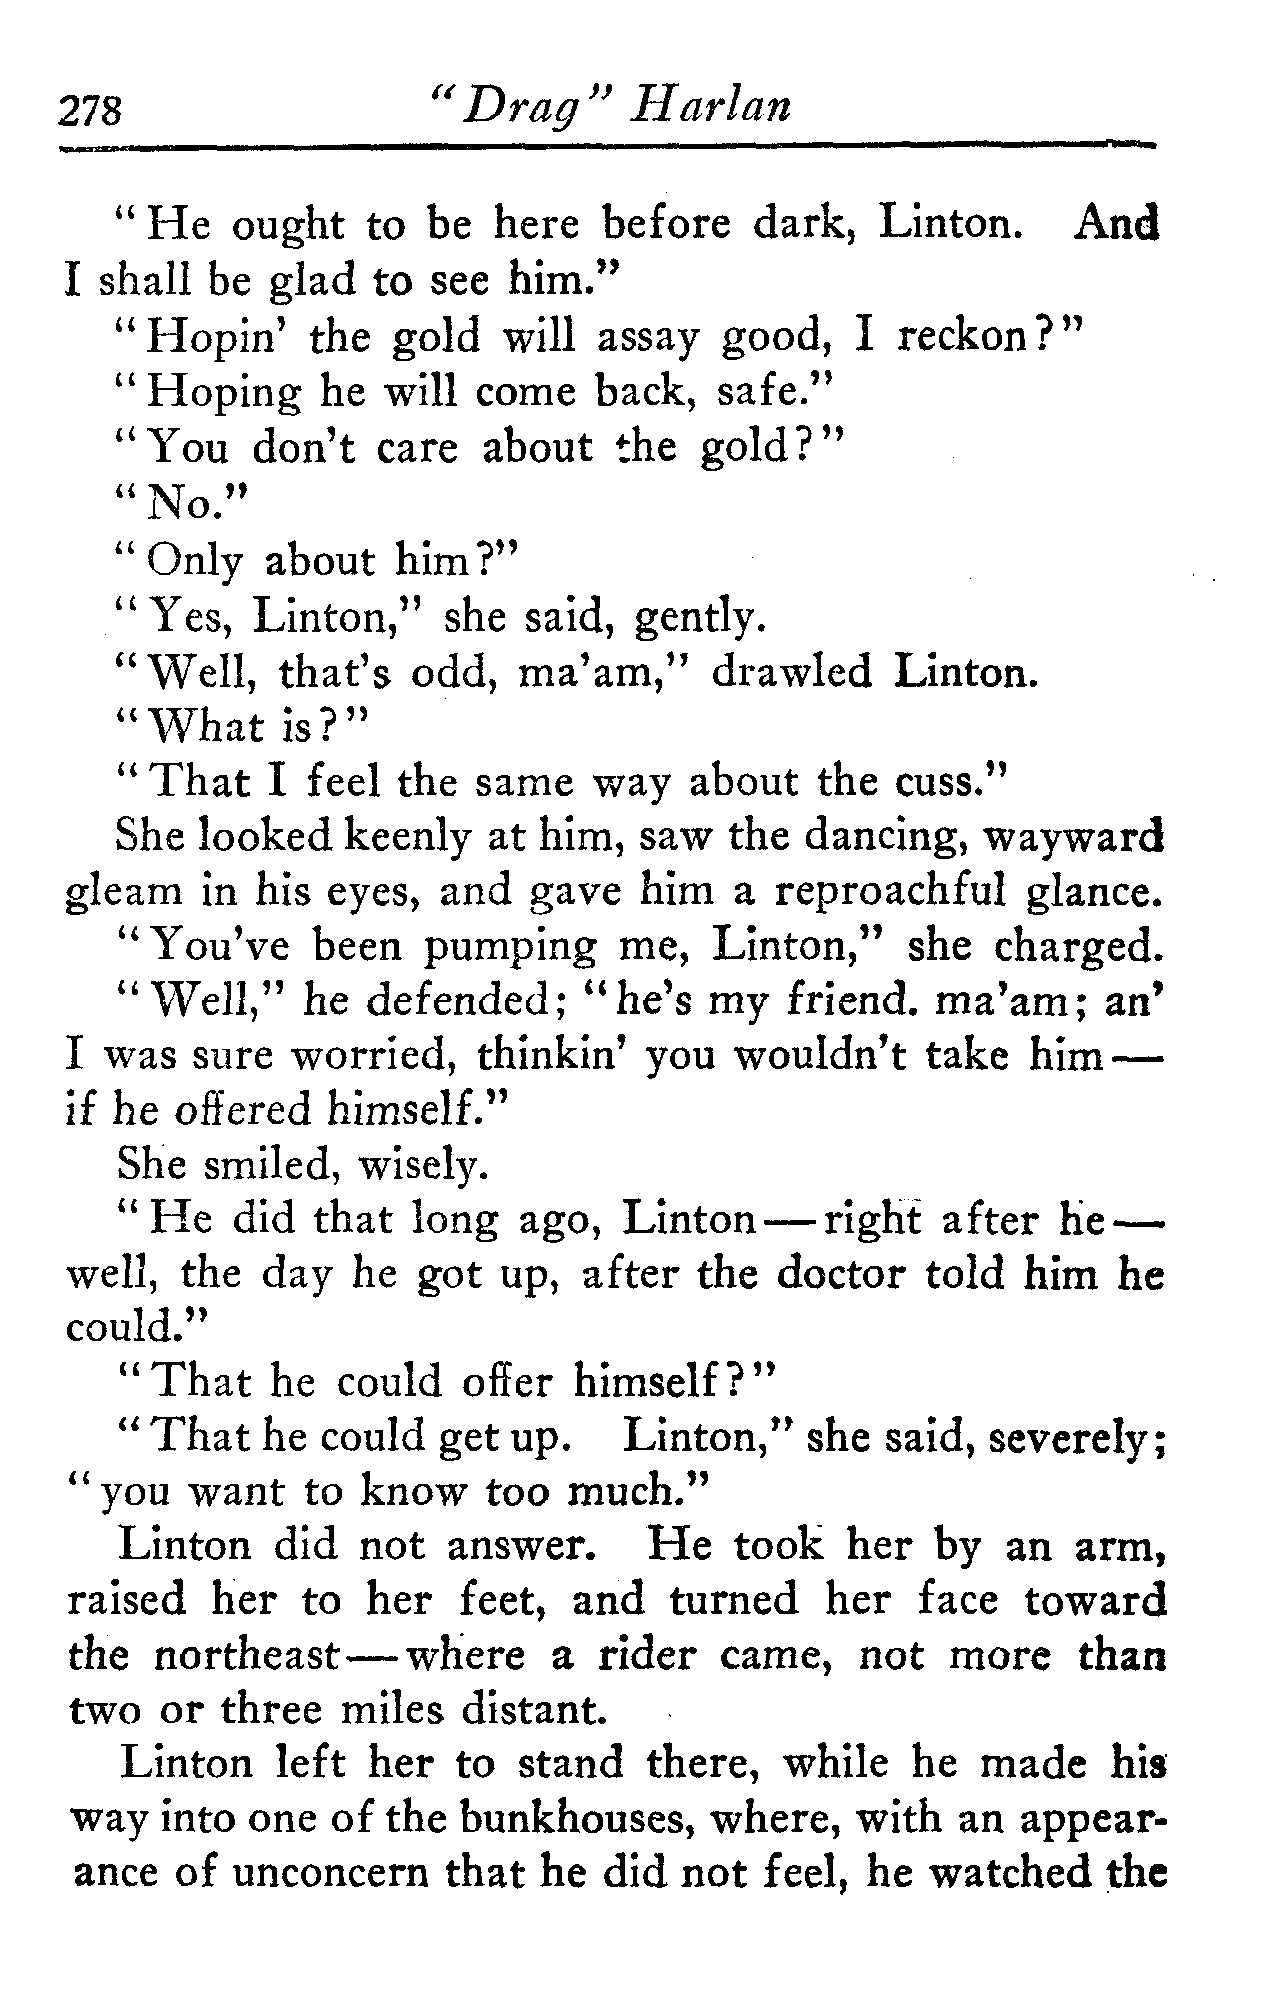 278 "Drag" Harlan
"He ought to be here before dark, Linton. And
I shall be glad to see him."
"Hopin' the gold will assay good, I reckon?"
"Hoping he will come back, safe."
"You don't care about the gold?"
"No."
"Only about him?"
"Yes, Linton," she said, gently.
"Well, that's odd, ma'am," drawled Linton.
"What is?"
"That I feel the same way about the cuss."
She looked keenly at him, saw the dancing, wayward
gleam in his eyes, and gave him a reproachful glance.
"You've been pumping me, Linton," she charged.
"Well," he defended; "he's my friend. ma'am; an'
I was sure worried, thinkin' you wouldn't take him—
if he offered himself."
She smiled, wisely.
"He did that long ago, Linton—right after he—
well, the day he got up, after the doctor told him he
could."
"That he could offer himself?"
"That he could get up. Linton," she said, severely;
"you want to know too much."
Linton did not answer. He took her by an arm,
raised her to her feet, and turned her face toward
the northeast—where a rider came, not more than
two or three miles distant.
Linton left her to stand there, while he made his
way into one of the bunkhouses, where, with an appear-
ance of unconcern that he did not feel, he watched the